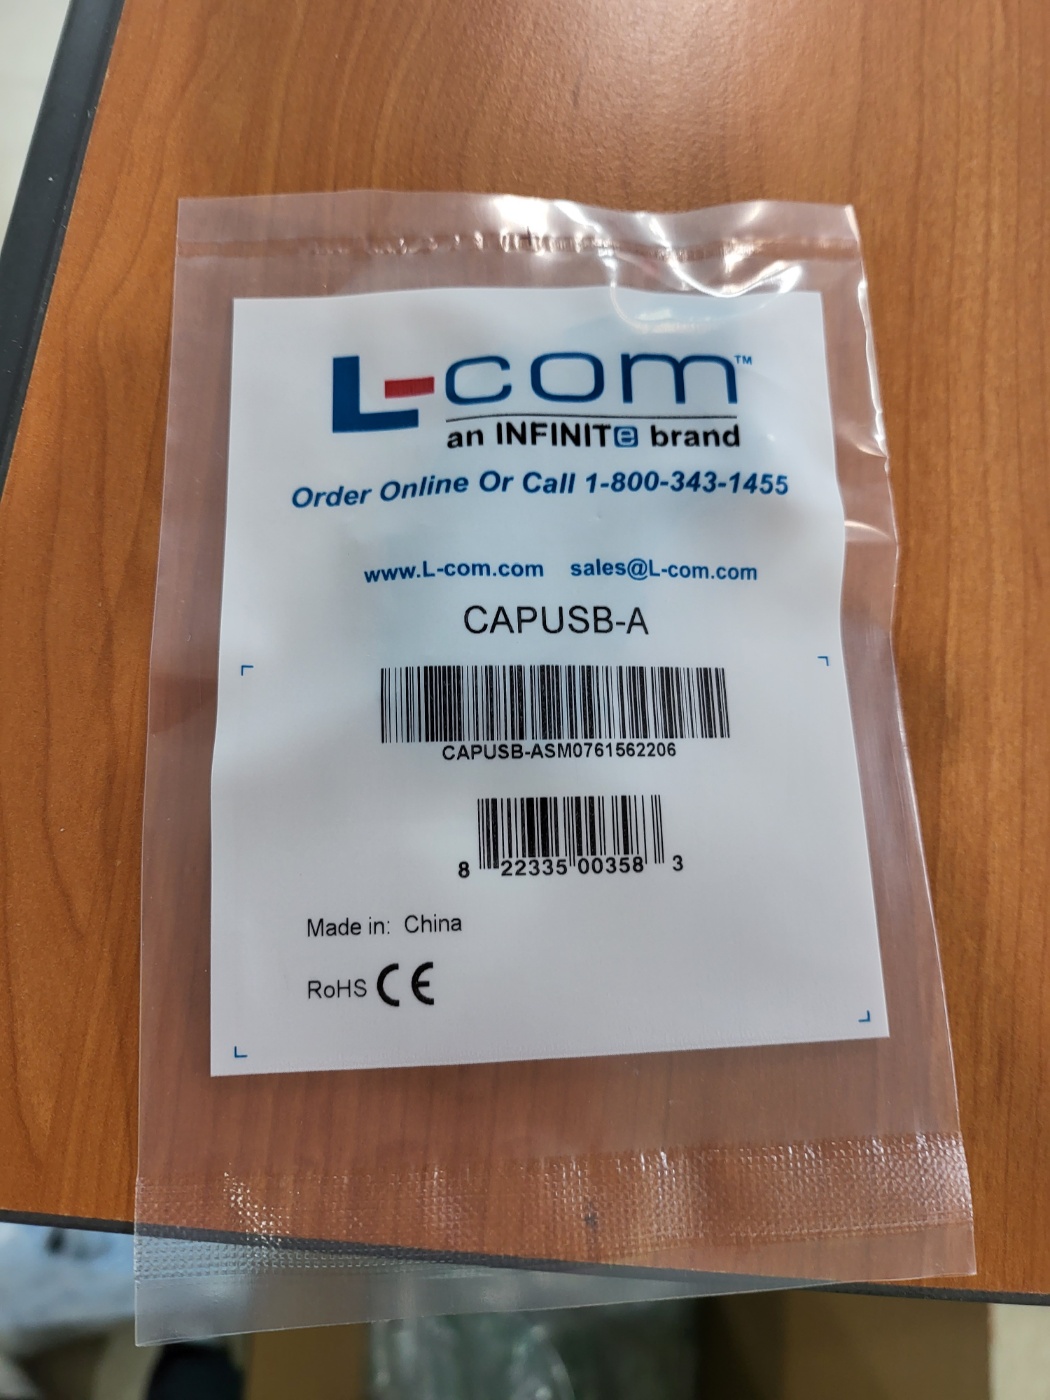 L-com™
an INFINITe brand
Order Online Or Call 1-800-343-1455
www.L-com.com sales@L-com.com
CAPUSB-A
CAPUSB-ASM0761562206
8 22335 00358 3
Made in: China
RoHS CE